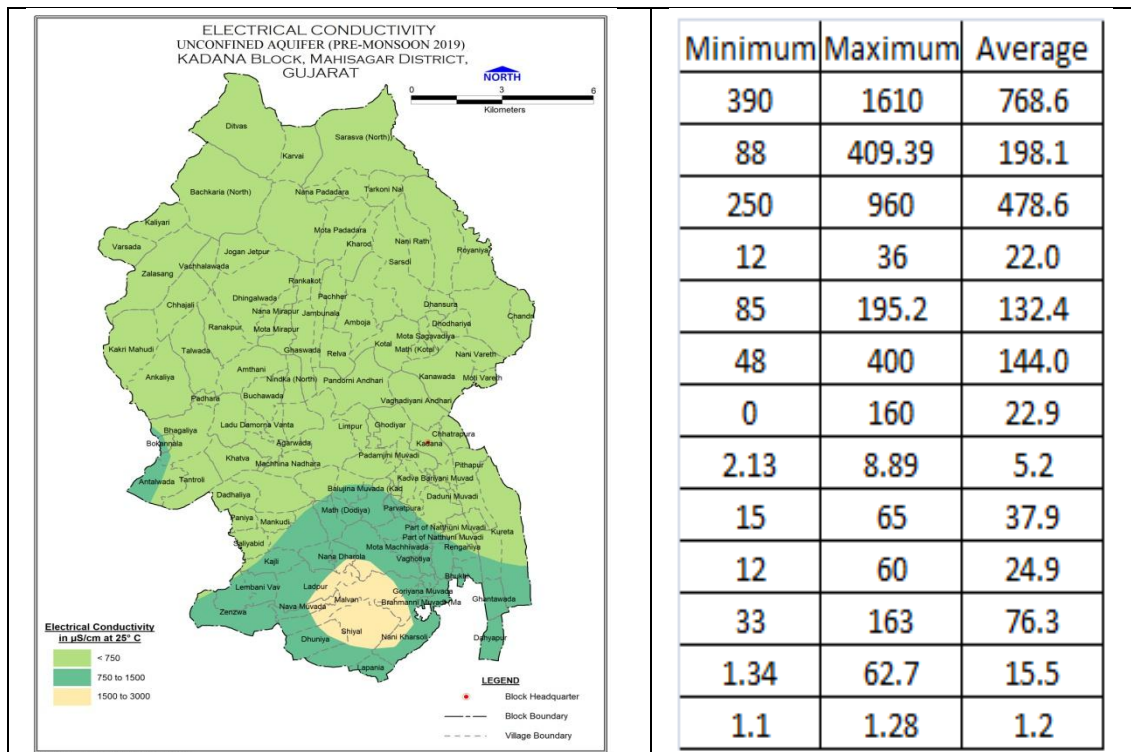 ELECTRICAL CONDUCTIVITY
UNCONFINED AQUIFER (PRE-MONSOON 2019)
KADANA BLOCK, MAHISAGAR DISTRICT,
GUJARAT
NORTH
0 3 6
Kilometers
Ditvas
Sarasva (North)
Karvai
Bachkaria (North)
Nana Padadara
Tarkoni Nal
Kaliyari
Mota Padadara
Varsada
Jogan Jetpur
Kharod
Nani Rath
Royaniya
Vachhalawada
Sarsdi
Zalasang
Rankakot
Chhajali
Dhingalwada
Pachher
Dhansura
Nana Mirapur
Jambunala
Chandri
Ranakpur
Mota Mirapur
Amboja
Dhodhariya
Mota Sagavadiya
Kakri Mahudi
Talwada
Ghaswada
Relva
Kotal
Math (Kotal)
Nani Vareth
Ankaliya
Amthani
Nindka (North)
Pandorni Andhari
Kanawada
Moti Vareth
Padhara
Buchawada
Vaghadiyani Andhari
Bhagaliya
Ladu Damorna Vanta
Limpur
Ghodiyar
Chhatrapura
Bokannala
Agarwada
Kadana
Khatva
Padamjini Muvadi
Machhina Nadhara
Pithapur
Antalwada
Tantroli
Kadva Bariyani Muvad
Dadhaliya
Balujina Muvada (Kad
Daduni Muvadi
Paniya
Mankudi
Math (Dodiya)
Parvatpura
Saliyabid
Part of Natthuni Muvadi
Part of Natthuni Muvadi
Kureta
Mota Machhiwada
Renganiya
Kajli
Nana Dharola
Vaghotiya
Lembani Vav
Ladpur
Bhukhi
Goriyana Muvada
Ghantawada
Zenzwa
Nava Muvada
Malvan
Brahmanni Muvadi (Ma
Dhuniya
Shiyal
Nani Kharsoli
Dahyapur
Lapania
Electrical Conductivity
in µS/cm at 25° C
< 750
750 to 1500
1500 to 3000
LEGEND
Block Headquarter
Block Boundary
Village Boundary
Minimum Maximum Average
390 1610 768.6
88 409.39 198.1
250 960 478.6
12 36 22.0
85 195.2 132.4
48 400 144.0
0 160 22.9
2.13 8.89 5.2
15 65 37.9
12 60 24.9
33 163 76.3
1.34 62.7 15.5
1.1 1.28 1.2